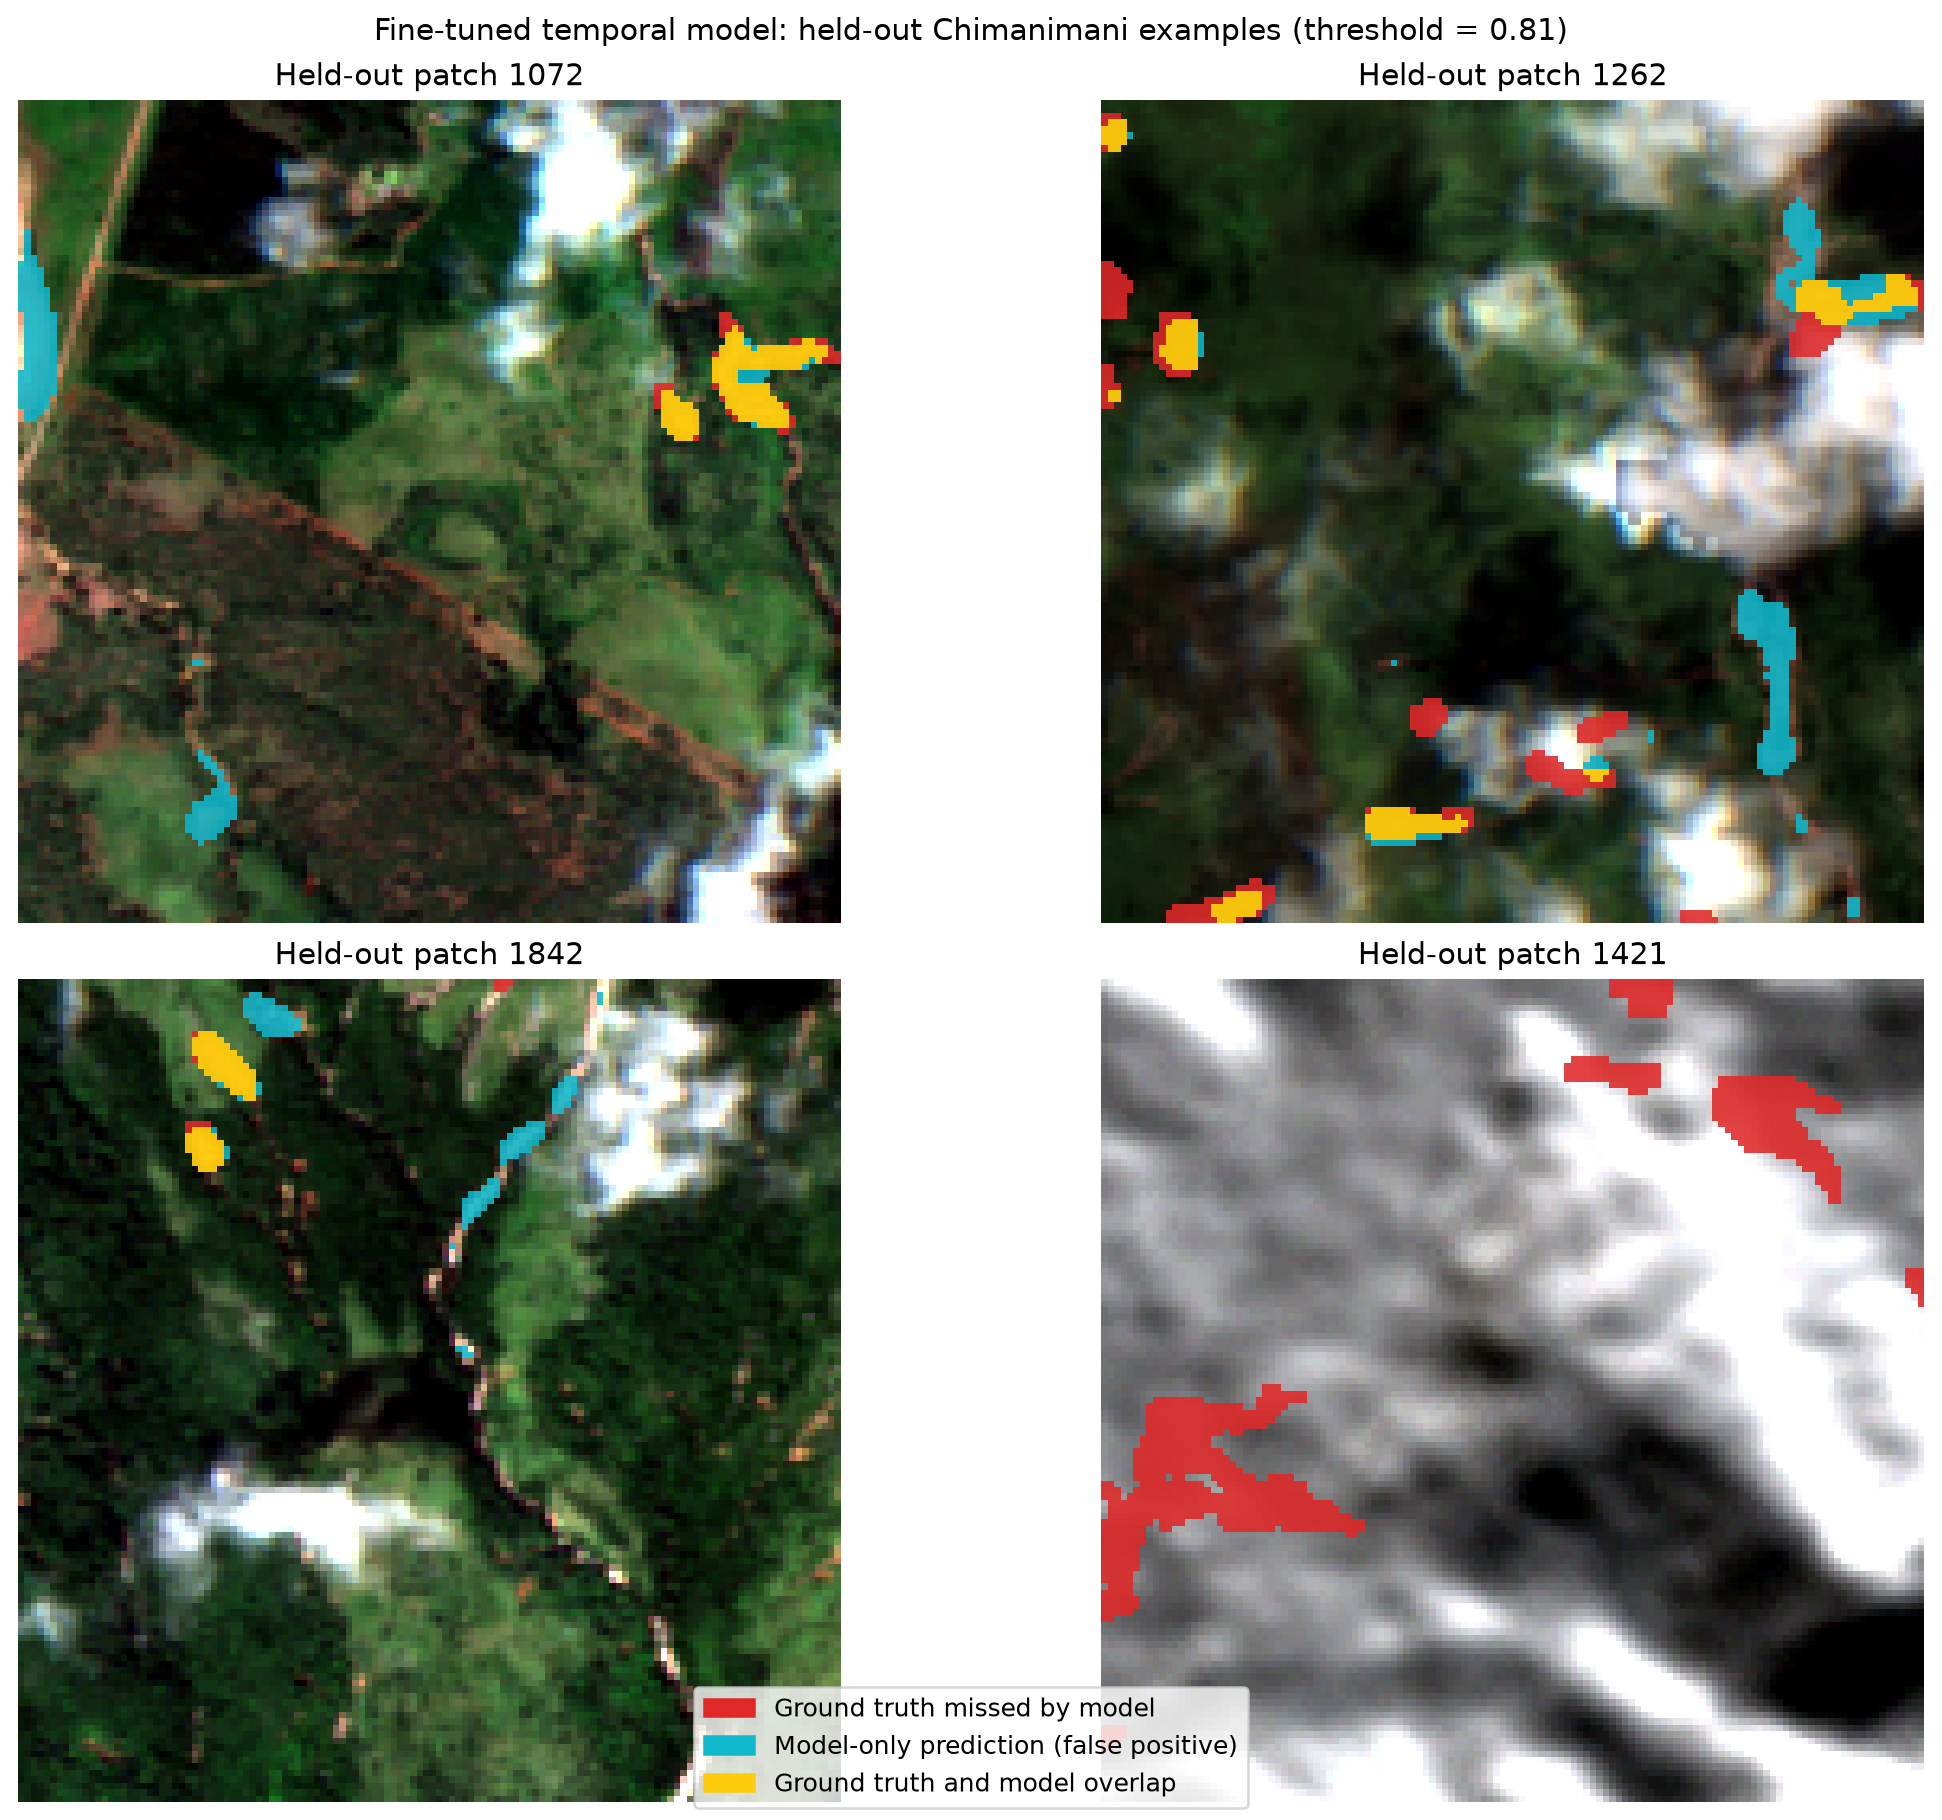 Fine-tuned temporal model: held-out Chimanimani examples (threshold = 0.81)
Held-out patch 1072
Held-out patch 1262
Held-out patch 1842
Held-out patch 1421
Ground truth missed by model
Model-only prediction (false positive)
Ground truth and model overlap